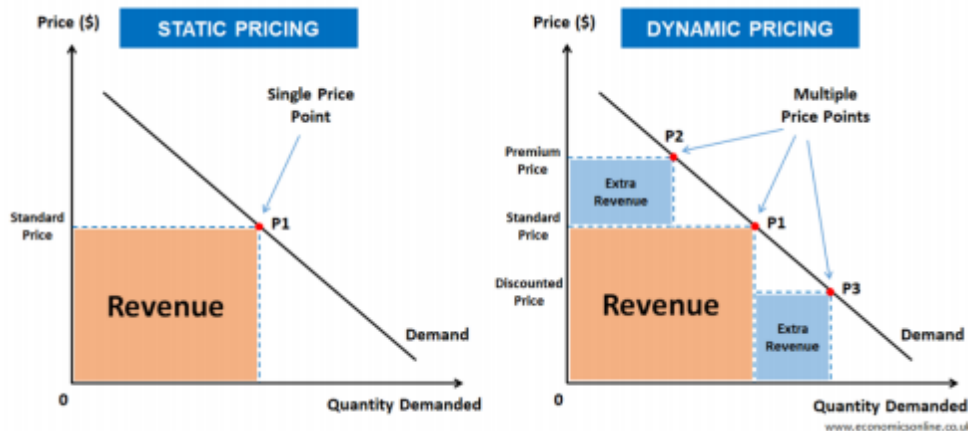 Price ($)
STATIC PRICING
Single Price
Point
Standard
Price
P1
Revenue
Demand
0
Quantity Demanded
Price ($)
DYNAMIC PRICING
Multiple
Price Points
P2
Premium
Price
Extra
Revenue
Standard
Price
P1
Discounted
Price
P3
Revenue
Extra
Revenue
Demand
0
Quantity Demanded
www.economicsonline.co.uk